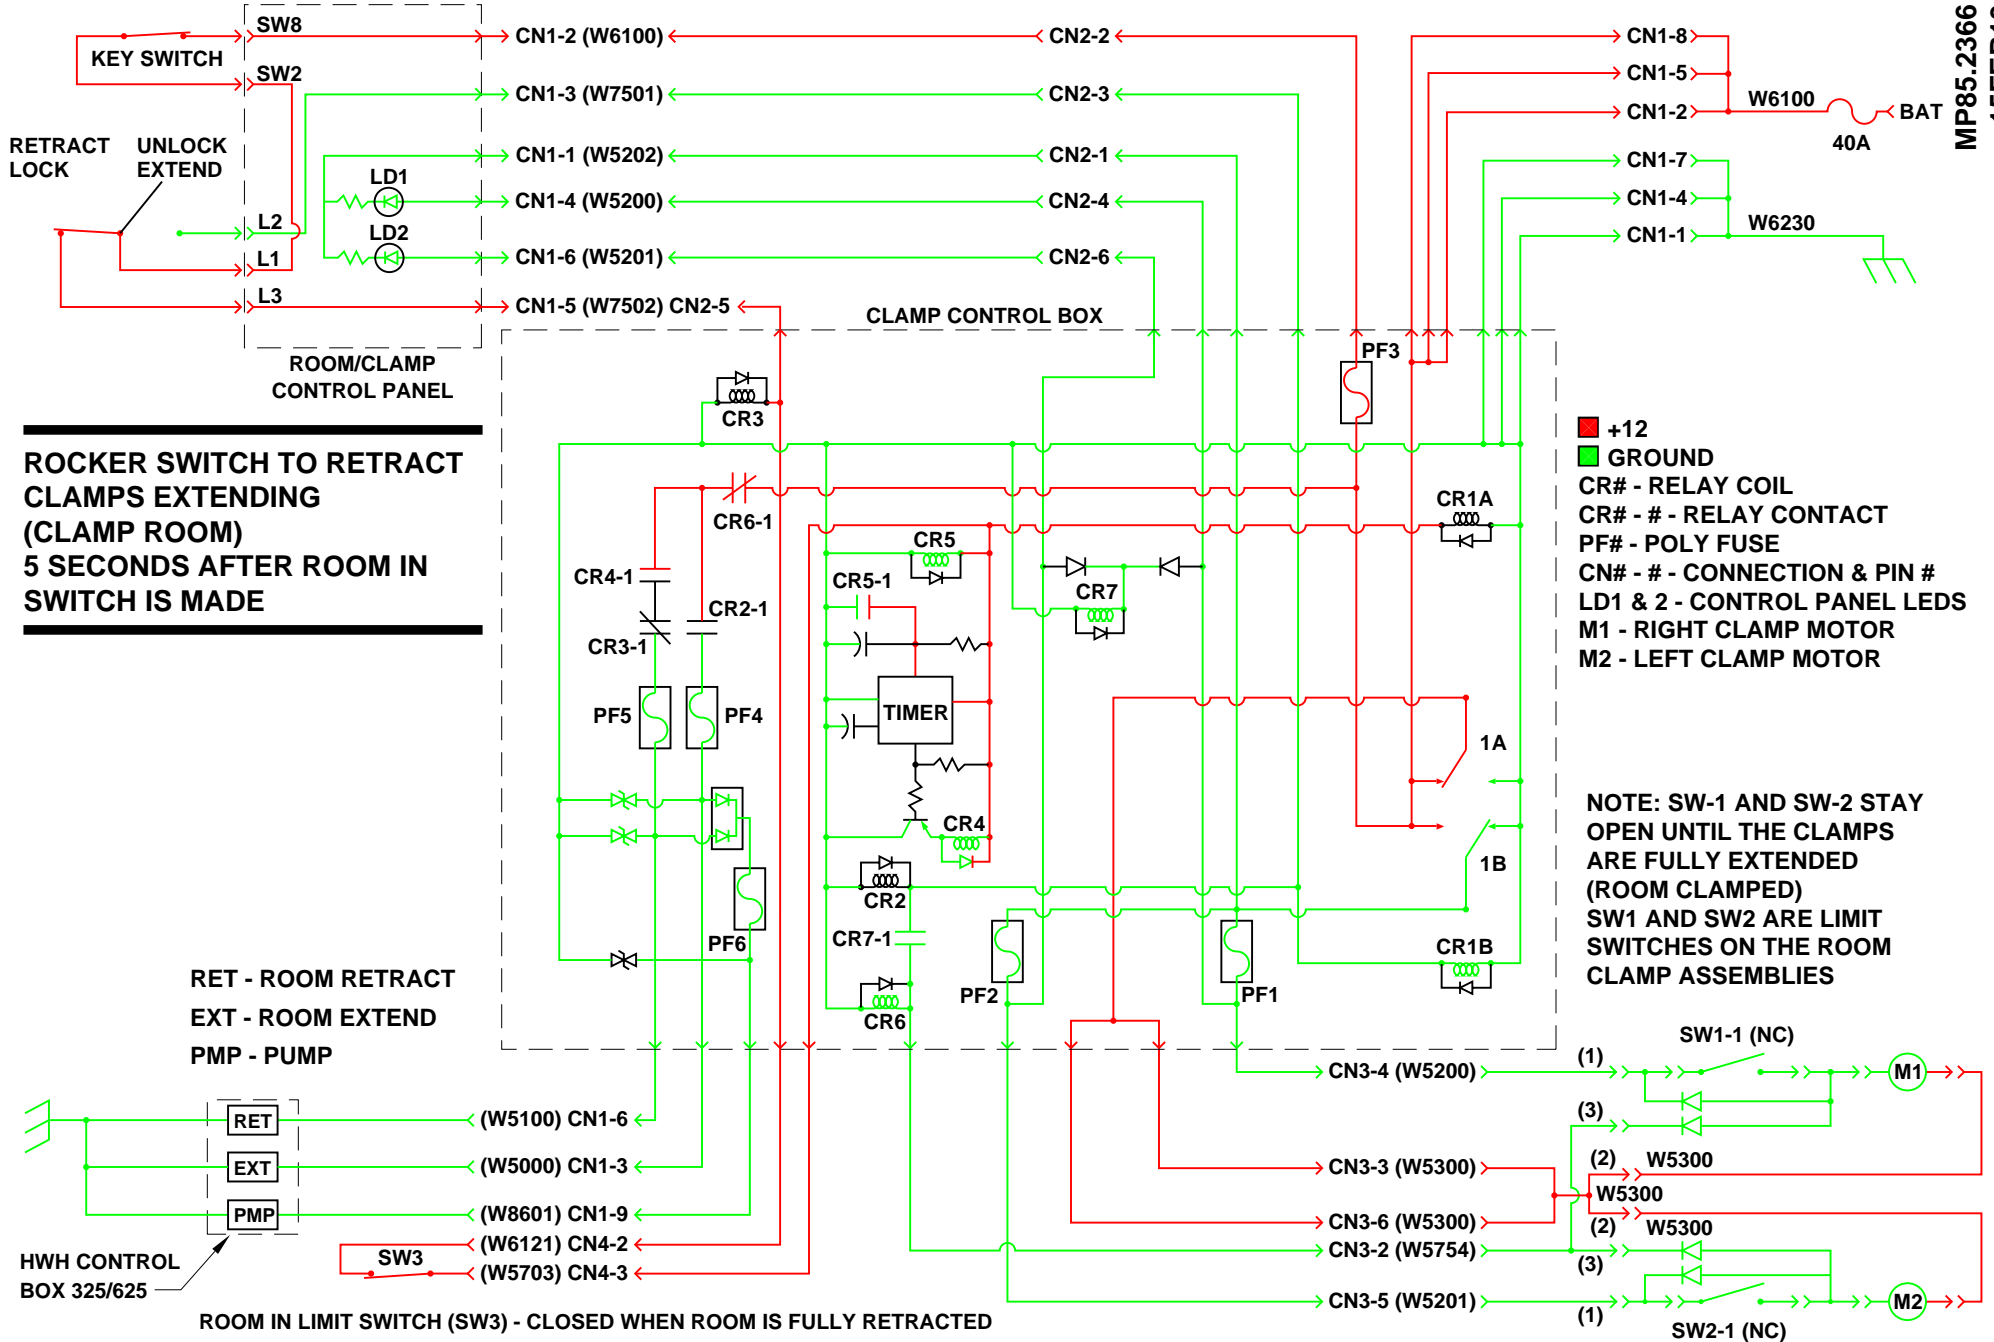 SW8
KEY SWITCH
SW2
RETRACT LOCK
UNLOCK EXTEND
LD1
LD2
L2
L1
L3
ROOM/CLAMP
CONTROL PANEL
CN1-2 (W6100)
CN2-2
CN1-3 (W7501)
CN2-3
CN1-1 (W5202)
CN2-1
CN1-4 (W5200)
CN2-4
CN1-6 (W5201)
CN2-6
CN1-5 (W7502) CN2-5
CLAMP CONTROL BOX
CN1-8
CN1-5
CN1-2
W6100
BAT
40A
CN1-7
CN1-4
CN1-1
W6230
MP85.2366
ROCKER SWITCH TO RETRACT
CLAMPS EXTENDING
(CLAMP ROOM)
5 SECONDS AFTER ROOM IN
SWITCH IS MADE
CR3
PF3
CR6-1
CR1A
CR5
CR4-1
CR5-1
CR7
CR2-1
CR3-1
PF5
PF4
TIMER
1A
CR4
1B
CR2
CR7-1
PF6
CR1B
PF2
PF1
CR6
+12
GROUND
CR# - RELAY COIL
CR# - # - RELAY CONTACT
PF# - POLY FUSE
CN# - # - CONNECTION & PIN #
LD1 & 2 - CONTROL PANEL LEDS
M1 - RIGHT CLAMP MOTOR
M2 - LEFT CLAMP MOTOR
NOTE: SW-1 AND SW-2 STAY
OPEN UNTIL THE CLAMPS
ARE FULLY EXTENDED
(ROOM CLAMPED)
SW1 AND SW2 ARE LIMIT
SWITCHES ON THE ROOM
CLAMP ASSEMBLIES
RET - ROOM RETRACT
EXT - ROOM EXTEND
PMP - PUMP
SW1-1 (NC)
(1)
CN3-4 (W5200)
M1
(3)
RET
(W5100) CN1-6
EXT
(W5000) CN1-3
CN3-3 (W5300)
(2)
W5300
W5300
PMP
(W8601) CN1-9
CN3-6 (W5300)
(2)
W5300
(W6121) CN4-2
CN3-2 (W5754)
(3)
HWH CONTROL
BOX 325/625
SW3
(W5703) CN4-3
CN3-5 (W5201)
(1)
M2
SW2-1 (NC)
ROOM IN LIMIT SWITCH (SW3) - CLOSED WHEN ROOM IS FULLY RETRACTED